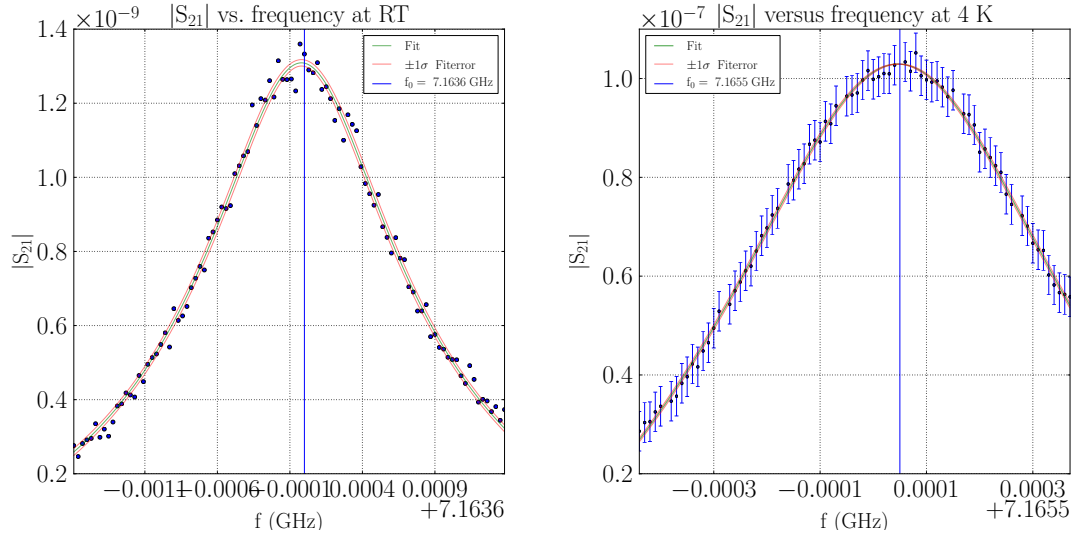 |S₂₁| vs. frequency at RT
×10⁻⁹
1.4
1.2
1.0
0.8
0.6
0.4
0.2
|S₂₁|
Fit
±1σ Fiterror
f₀ = 7.1636 GHz
−0.0011 −0.0006 −0.0001 0.0004 0.0009
+7.1636
f (GHz)
|S₂₁| versus frequency at 4 K
×10⁻⁷
1.0
0.8
0.6
0.4
0.2
|S₂₁|
Fit
±1σ Fiterror
f₀ = 7.1655 GHz
−0.0003 −0.0001 0.0001 0.0003
+7.1655
f (GHz)